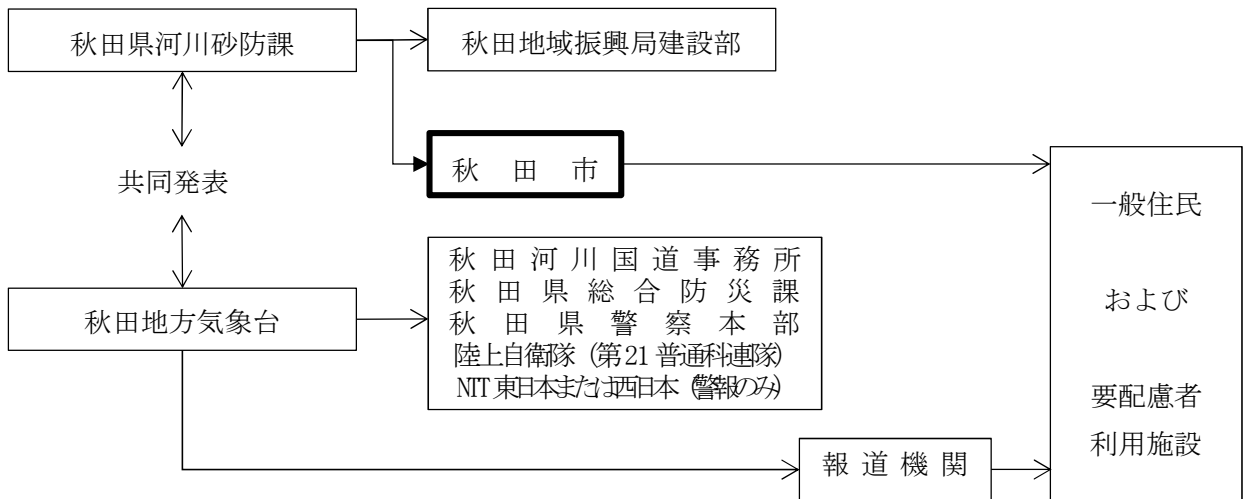 秋田県河川砂防課
秋田地域振興局建設部
秋田市
共同発表
秋田地方気象台
秋田河川国道事務所
秋田県総合防災課
秋田県警察本部
陸上自衛隊（第21普通科連隊）
NTT東日本または西日本（警報のみ）
報道機関
一般住民
および
要配慮者
利用施設